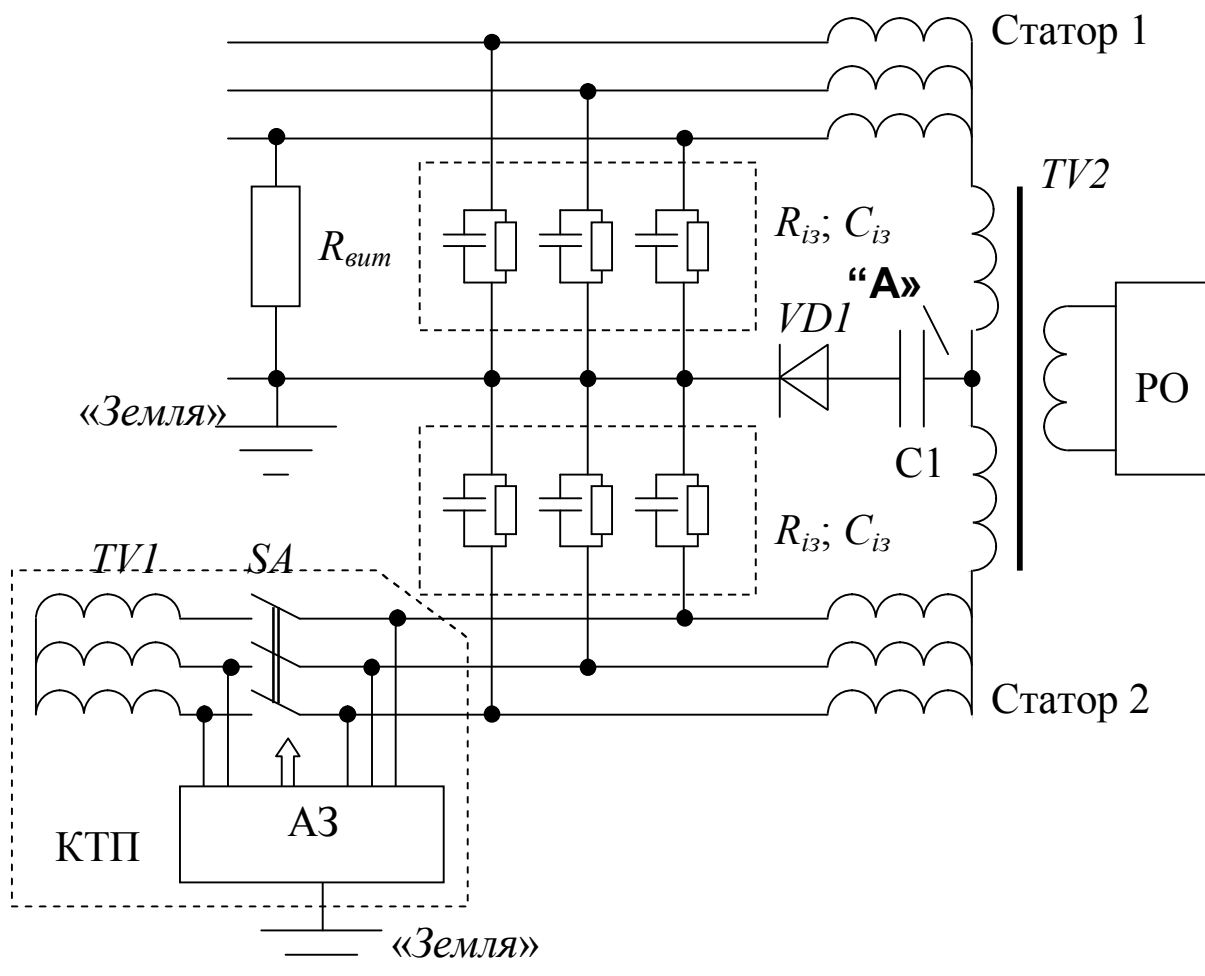 Статор 1
TV2
Rвит
Rіз; Cіз
“А»
VD1
«Земля»
C1
РО
Rіз; Cіз
TV1 SA
Статор 2
АЗ
КТП
«Земля»